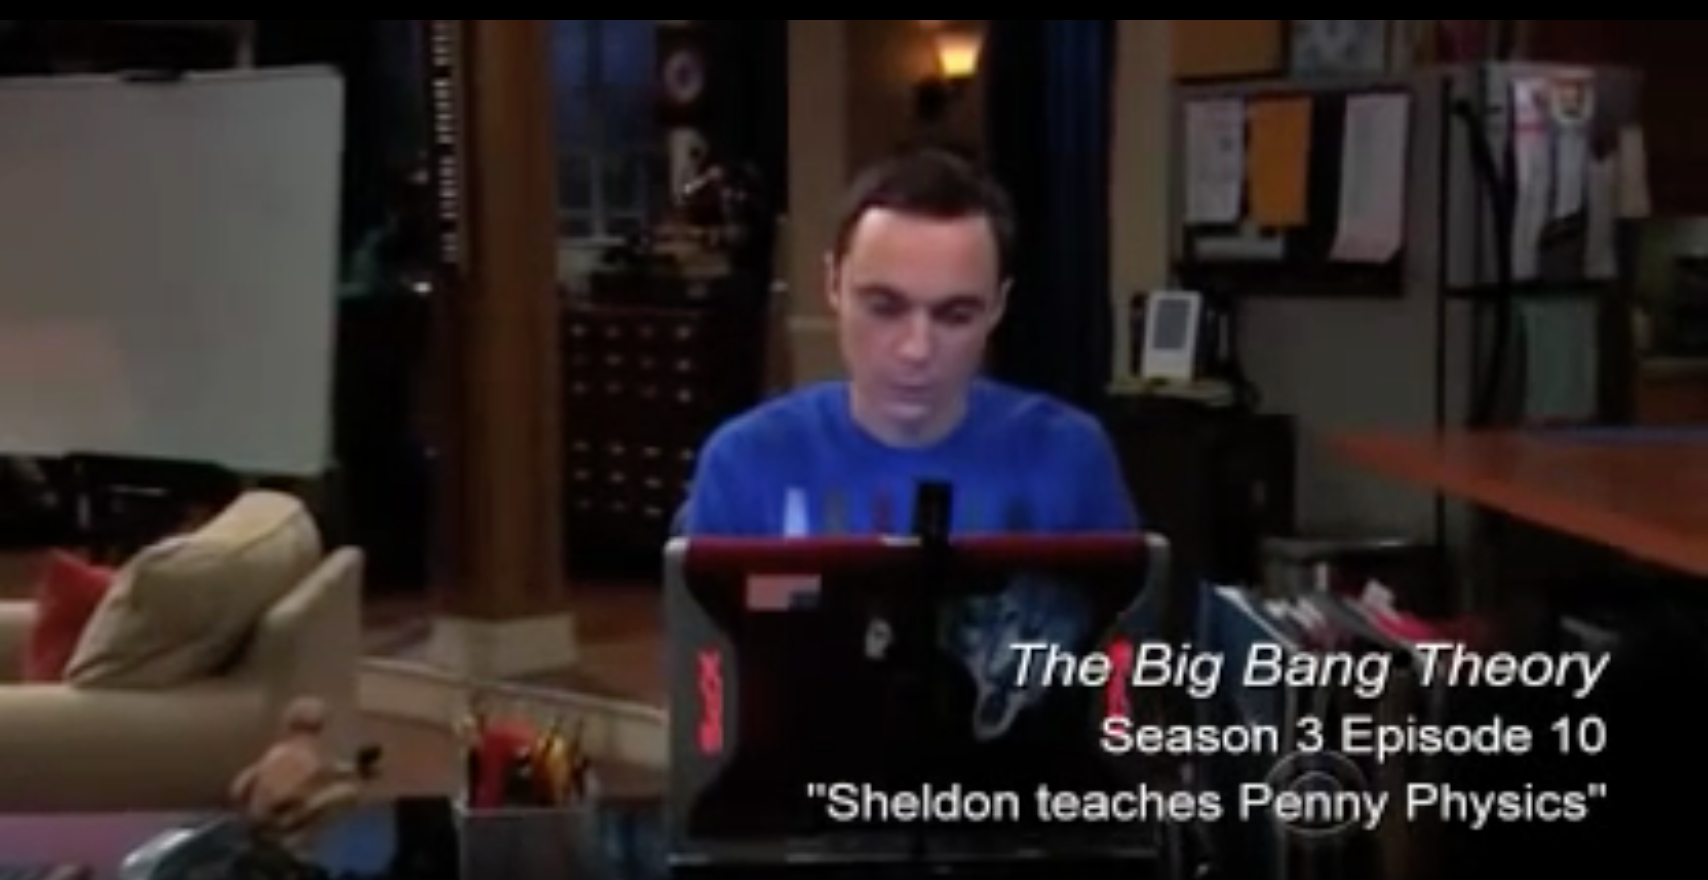 The Big Bang Theory
Season 3 Episode 10
"Sheldon teaches Penny Physics"